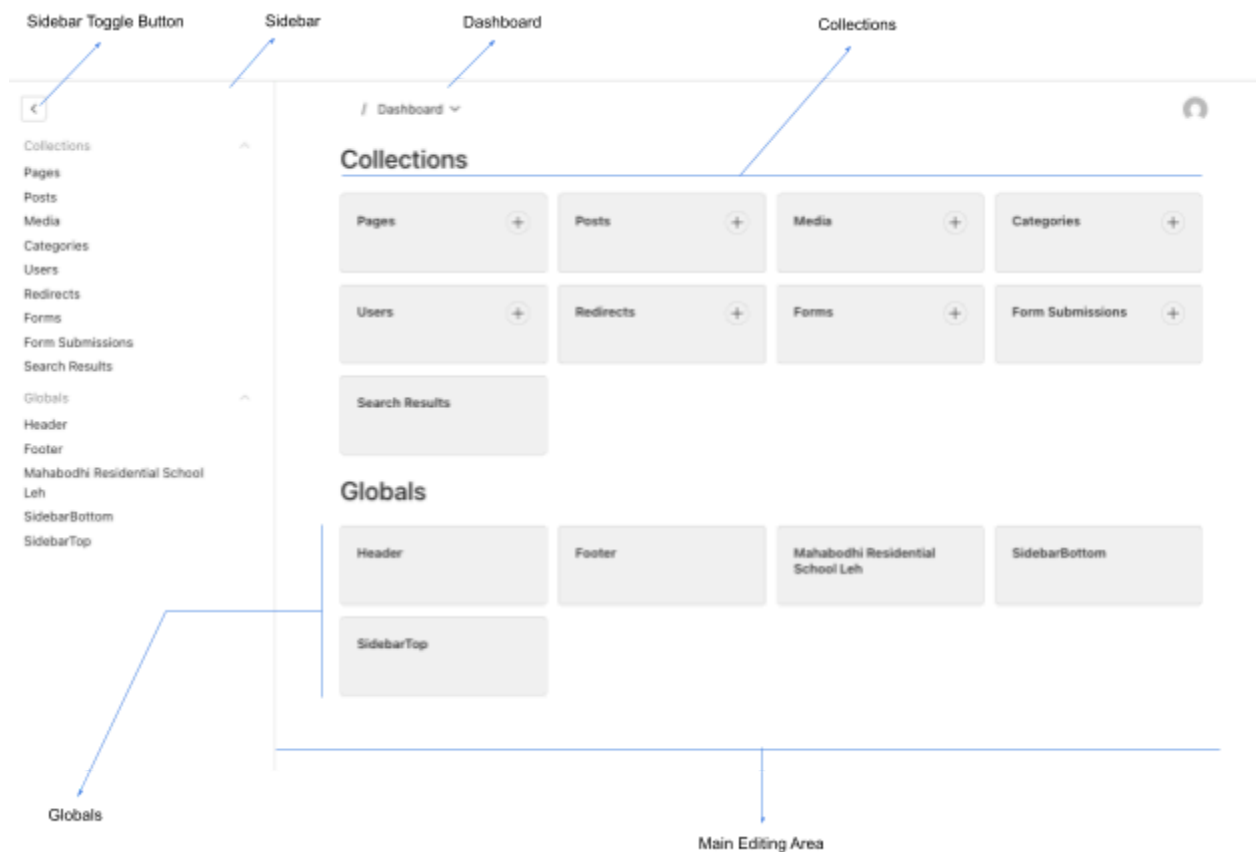 Sidebar Toggle Button
Sidebar
Dashboard
Collections
/ Dashboard
Collections
Pages
Posts
Media
Categories
Users
Redirects
Forms
Form Submissions
Search Results
Globals
Header
Footer
Mahabodhi Residential School
Leh
SidebarBottom
SidebarTop
Collections
Pages
Posts
Media
Categories
Users
Redirects
Forms
Form Submissions
Search Results
Globals
Header
Footer
Mahabodhi Residential
School Leh
SidebarBottom
SidebarTop
Globals
Main Editing Area